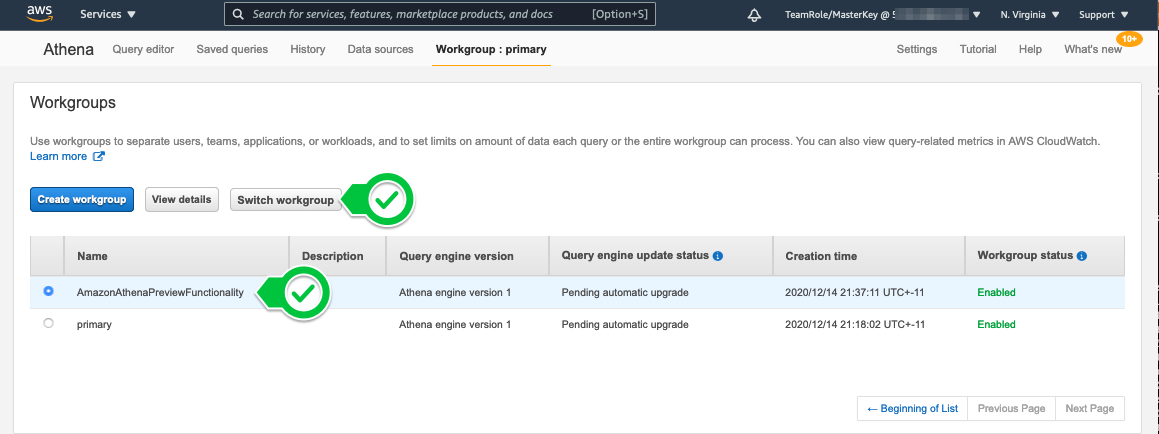 aws Services Search for services, features, marketplace products, and docs [Option+S] TeamRole/MasterKey @ 5 N. Virginia Support
Athena Query editor Saved queries History Data sources Workgroup : primary Settings Tutorial Help What's new 10+
Workgroups
Use workgroups to separate users, teams, applications, or workloads, and to set limits on amount of data each query or the entire workgroup can process. You can also view query-related metrics in AWS CloudWatch.
Learn more
Create workgroup View details Switch workgroup
Name Description Query engine version Query engine update status Creation time Workgroup status
AmazonAthenaPreviewFunctionality Athena engine version 1 Pending automatic upgrade 2020/12/14 21:37:11 UTC+-11 Enabled
primary Athena engine version 1 Pending automatic upgrade 2020/12/14 21:18:02 UTC+-11 Enabled
← Beginning of List Previous Page Next Page